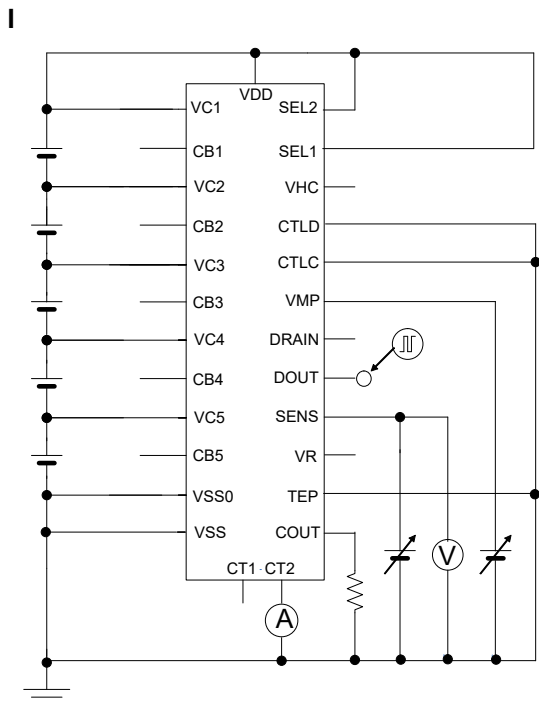 I
VDD
VC1
SEL2
CB1
SEL1
VC2
VHC
CB2
CTLD
VC3
CTLC
CB3
VMP
VC4
DRAIN
CB4
DOUT
VC5
SENS
CB5
VR
VSS0
TEP
VSS
COUT
CT1 CT2
V
A